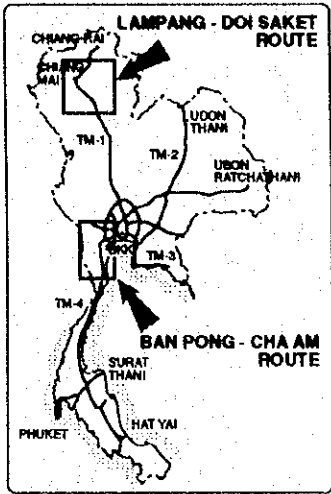 LAMPANG - DOI SAKET
ROUTE
CHIANG RAI
CHIANG
MAI
UDON
THANI
TM-1
TM-2
UBON
RATCHATHANI
BKK
TM-3
TM-4
BAN PONG - CHA AM
ROUTE
SURAT
THANI
PHUKET
HAT YAI